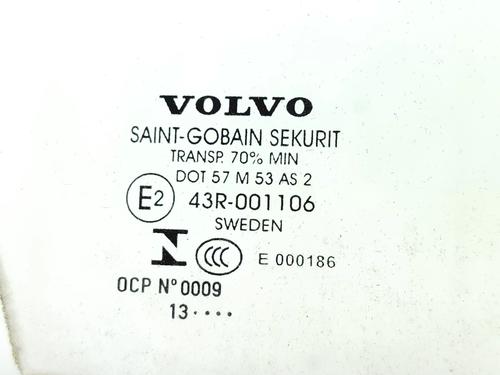 VOLVO
SAINT-GOBAIN SEKURIT
TRANSP. 70% MIN
DOT 57 M 53 AS 2
E2 43R-001106
SWEDEN
N CCC E 000186
OCP N° 0009
13 ····